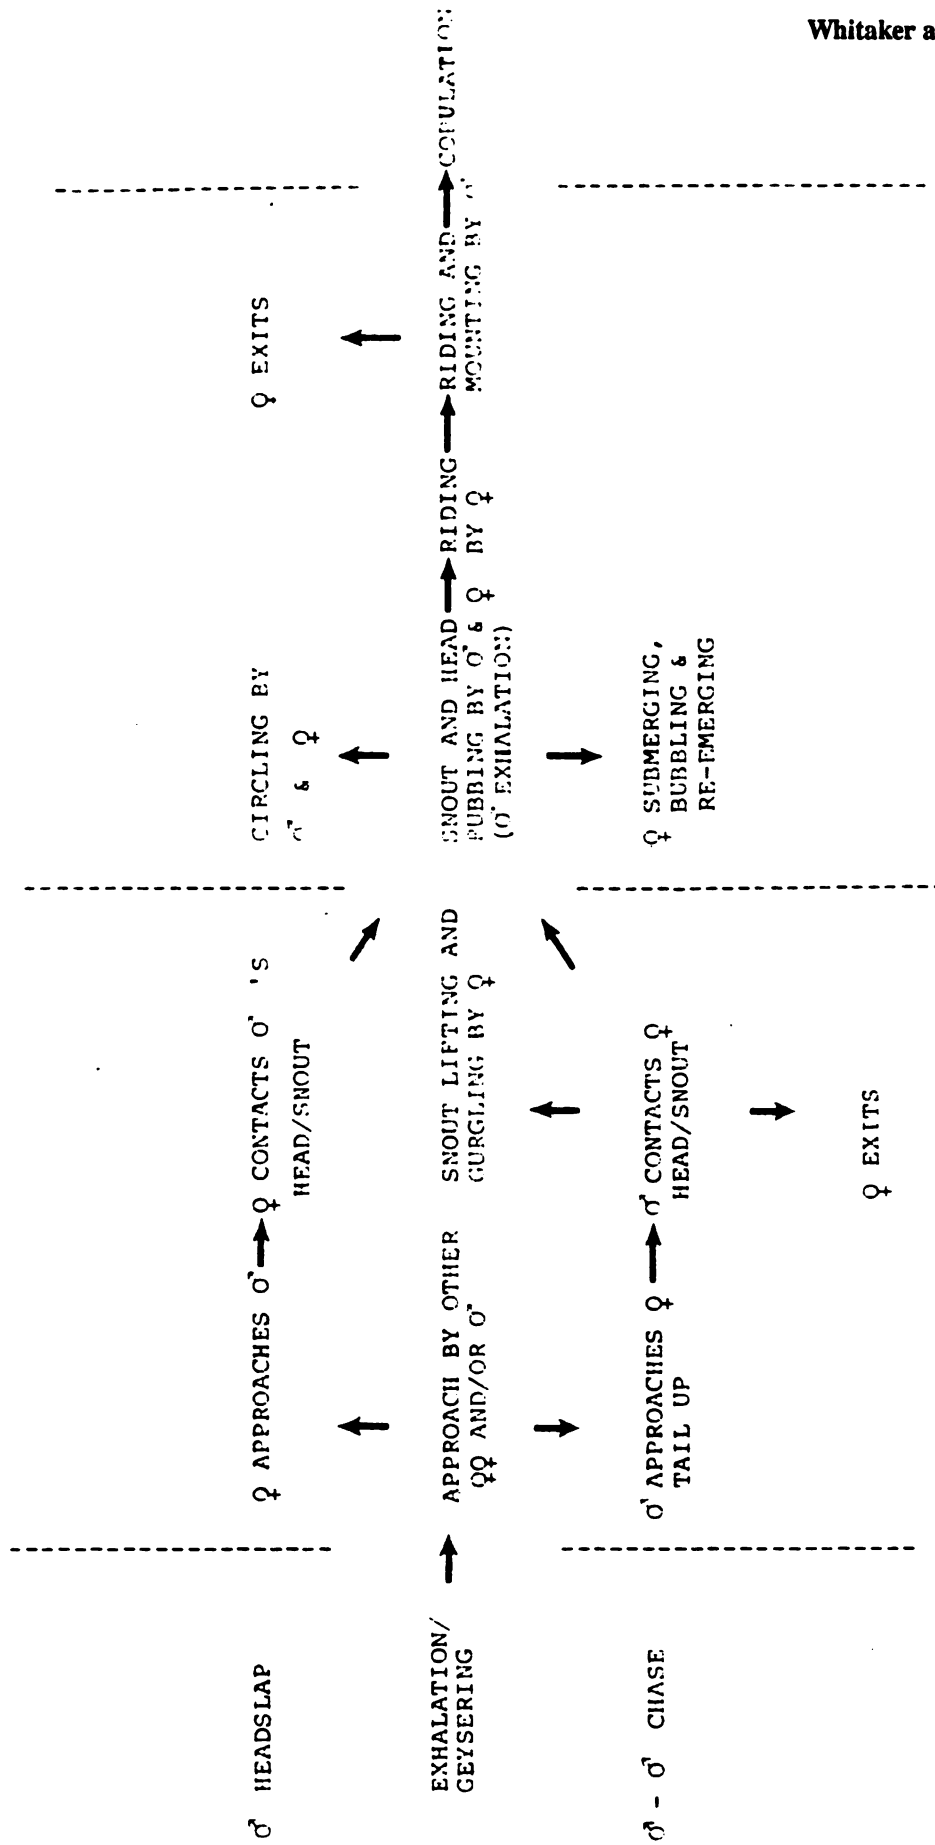 Whitaker a
♂ HEADSLAP
EXHALATION/
GEYSERING
♂ - ♂ CHASE
♀ APPROACHES ♂
APPROACH BY OTHER
♀♀ AND/OR ♂
♂ APPROACHES ♀
TAIL UP
♀ CONTACTS ♂ 'S
HEAD/SNOUT
SNOUT LIFTING AND
GURGLING BY ♀
♂ CONTACTS ♀
HEAD/SNOUT
♀ EXITS
CIRCLING BY
♂ & ♀
SNOUT AND HEAD
RUBBING BY ♂ & ♀
(♂ EXHALATION)
♀ SUBMERGING,
BUBBLING &
RE-EMERGING
RIDING
BY ♀
♀ EXITS
RIDING AND
MOUNTING BY ♂
COPULATION